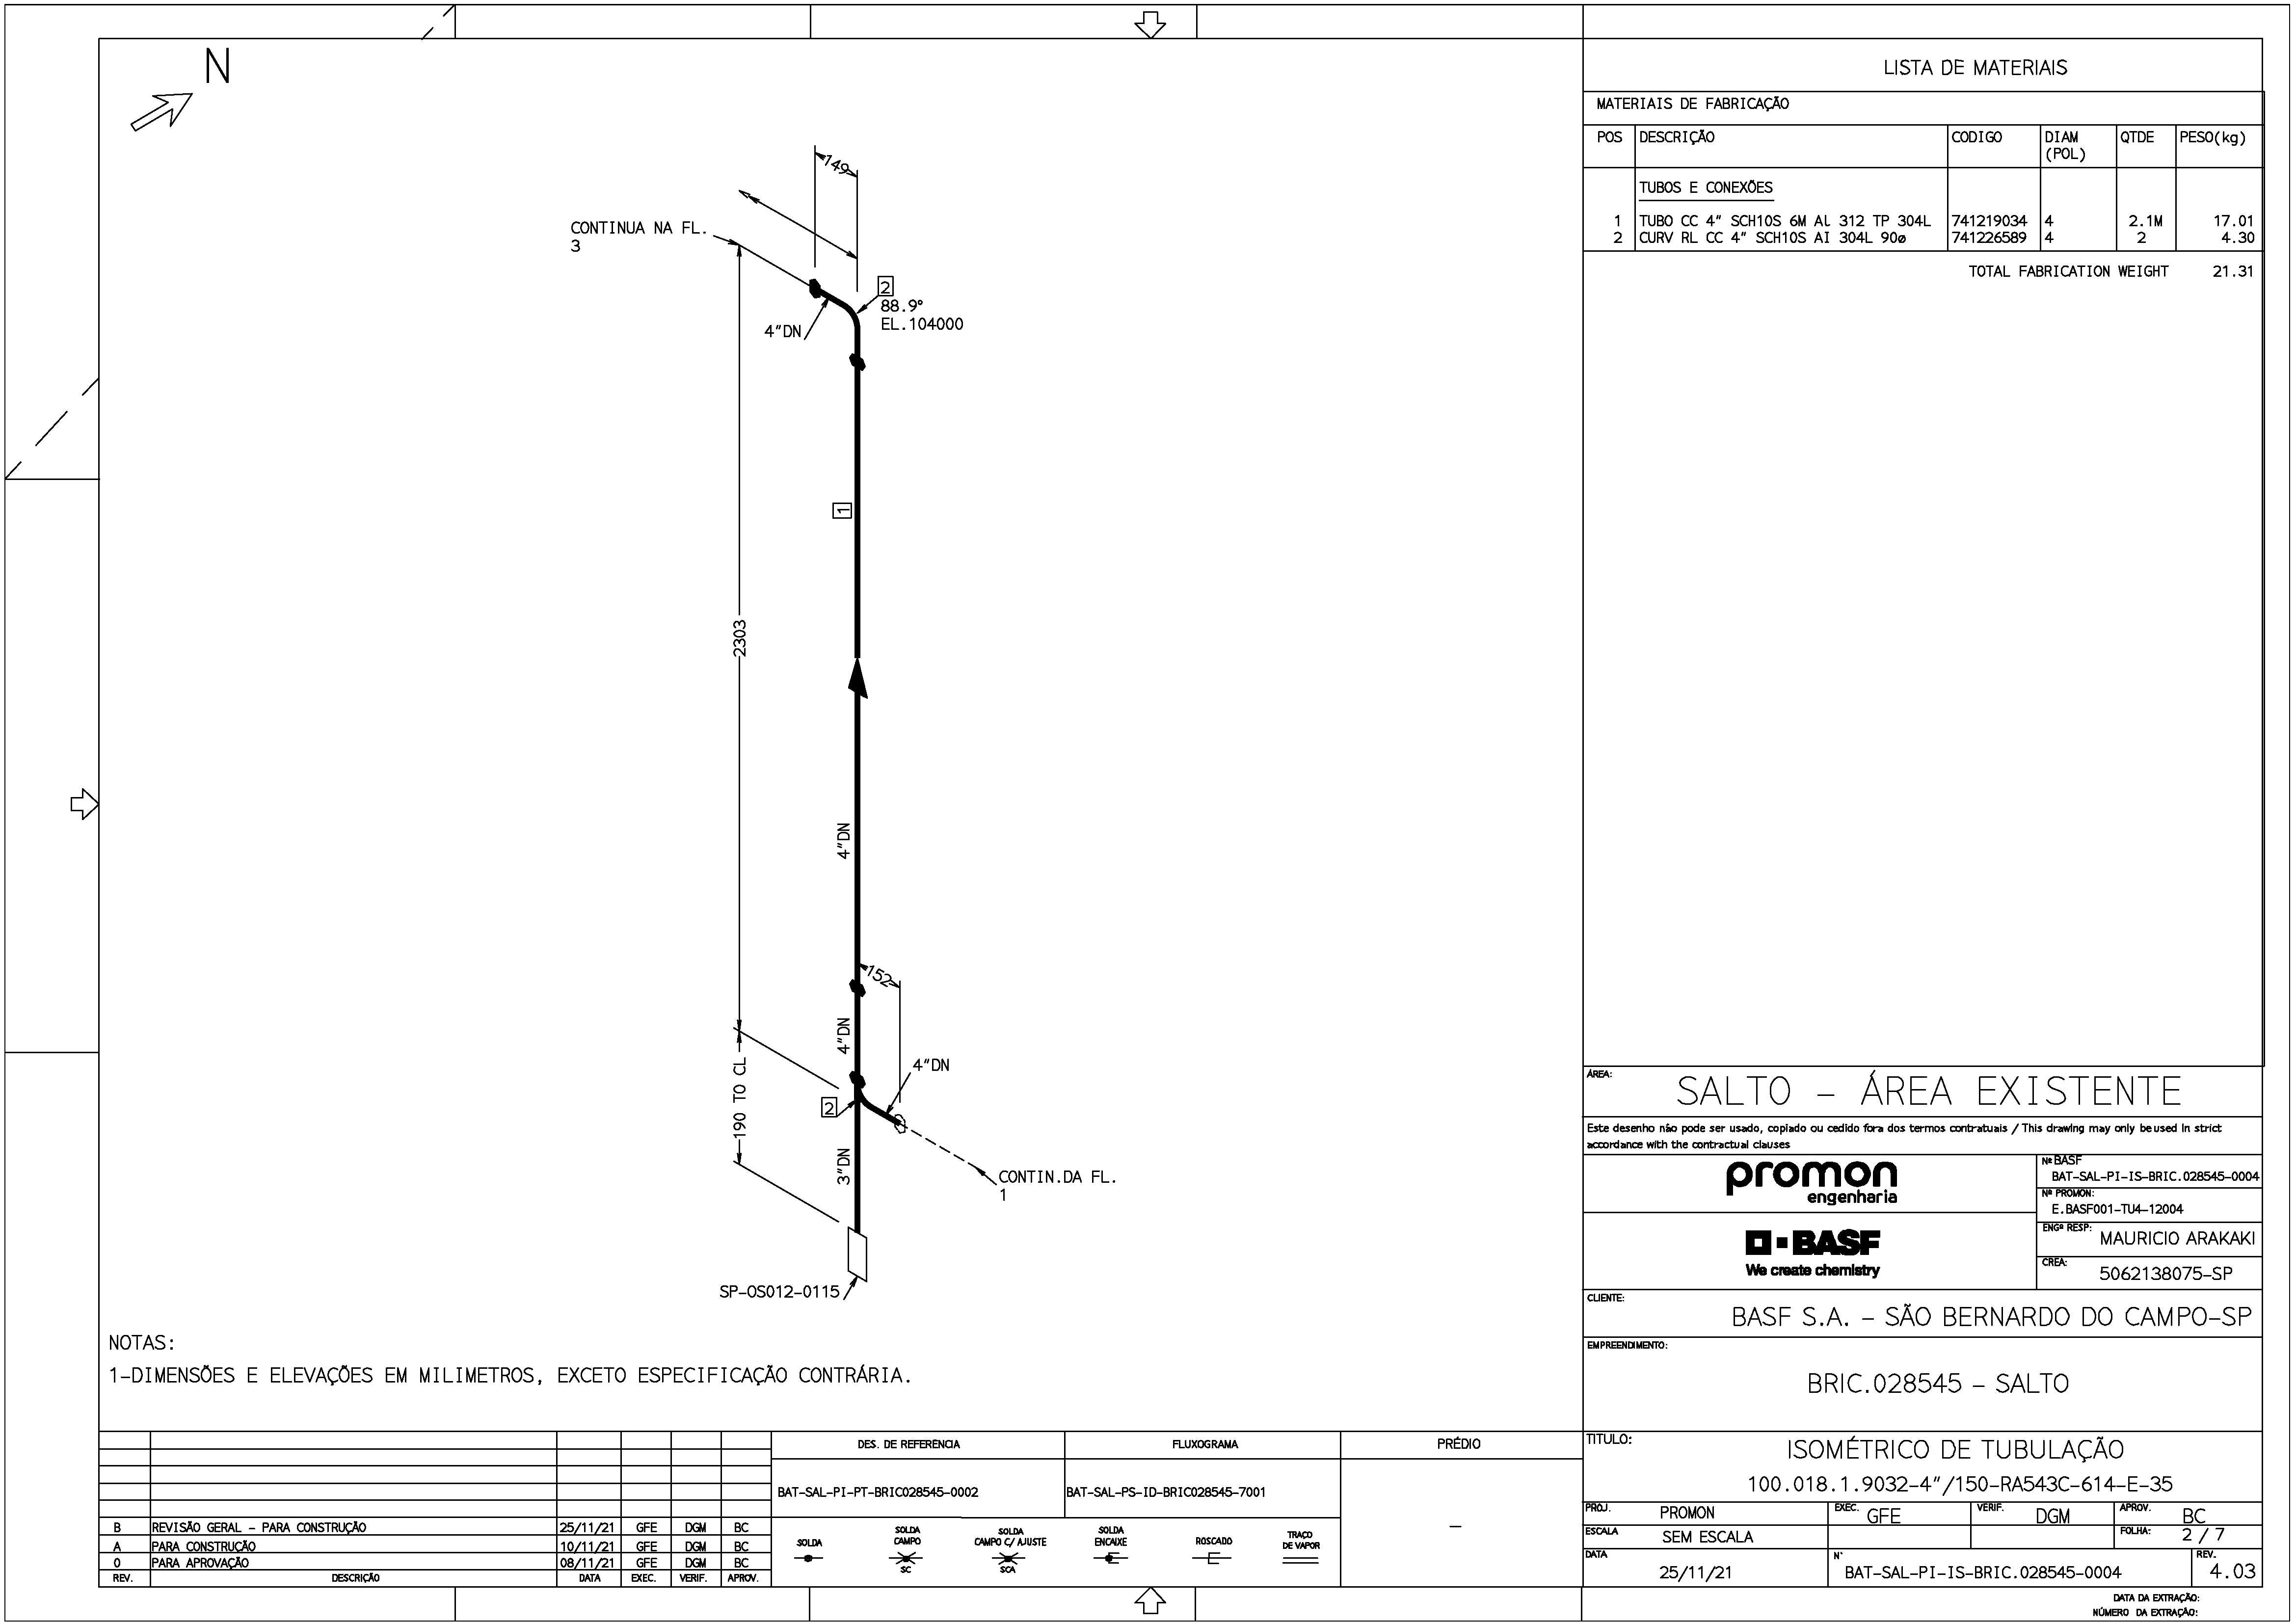 N
149
CONTINUA NA FL.
3
2
88.9°
EL.104000
4"DN
1
2303
4"DN
152
4"DN
4"DN
2
190 TO CL
3"DN
CONTIN.DA FL.
1
SP-OS012-0115
NOTAS:
1-DIMENSÕES E ELEVAÇÕES EM MILIMETROS, EXCETO ESPECIFICAÇÃO CONTRÁRIA.
LISTA DE MATERIAIS
MATERIAIS DE FABRICAÇÃO
POS DESCRIÇÃO CODIGO DIAM (POL) QTDE PESO(kg)
TUBOS E CONEXÕES
1 TUBO CC 4" SCH10S 6M Al 312 TP 304L 741219034 4 2.1M 17.01
2 CURV RL CC 4" SCH10S AI 304L 90ø 741226589 4 2 4.30
TOTAL FABRICATION WEIGHT 21.31
ÁREA:
SALTO - ÁREA EXISTENTE
Este desenho não pode ser usado, copiado ou cedido fora dos termos contratuais / This drawing may only be used in strict
accordance with the contractual clauses
promon
engenharia
Nº BASF
BAT-SAL-PI-IS-BRIC.028545-0004
Nº PROMON:
E.BASF001-TU4-12004
BASF
We create chemistry
ENGº RESP:
MAURICIO ARAKAKI
CREA:
5062138075-SP
CLIENTE:
BASF S.A. - SÃO BERNARDO DO CAMPO-SP
EMPREENDIMENTO:
BRIC.028545 - SALTO
TITULO:
ISOMÉTRICO DE TUBULAÇÃO
100.018.1.9032-4"/150-RA543C-614-E-35
PROJ. PROMON EXEC. GFE VERIF. DGM APROV. BC
ESCALA SEM ESCALA FOLHA: 2 / 7
DATA 25/11/21 N° BAT-SAL-PI-IS-BRIC.028545-0004 REV. 4.03
DATA DA EXTRAÇÃO:
NÚMERO DA EXTRAÇÃO:
B REVISÃO GERAL - PARA CONSTRUÇÃO 25/11/21 GFE DGM BC
A PARA CONSTRUÇÃO 10/11/21 GFE DGM BC
0 PARA APROVAÇÃO 08/11/21 GFE DGM BC
REV. DESCRIÇÃO DATA EXEC. VERIF. APROV.
DES. DE REFERÊNCIA FLUXOGRAMA PRÉDIO
BAT-SAL-PI-PT-BRIC028545-0002 BAT-SAL-PS-ID-BRIC028545-7001 -
SOLDA
SOLDA CAMPO
SC
SOLDA CAMPO C/ AJUSTE
SCA
SOLDA ENCAIXE
ROSCADO
TRAÇO DE VAPOR